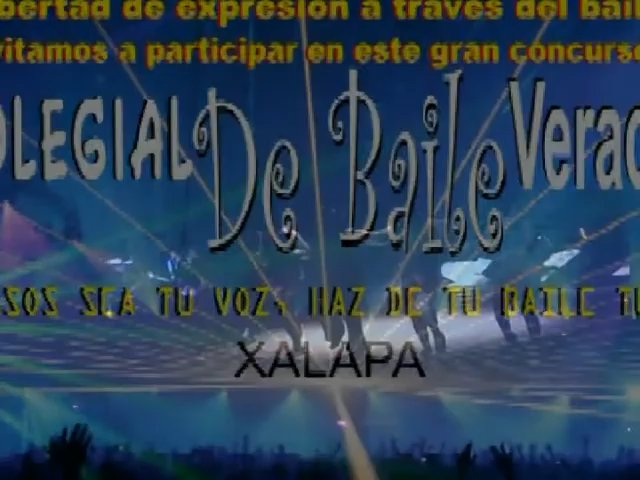 bertad de expresión a través del bail
vitamos a participar en este gran concurso
OLEGIAL De Baile Verac
SOS SEA TU VOZ, HAZ DE TU BAILE TU
XALAPA